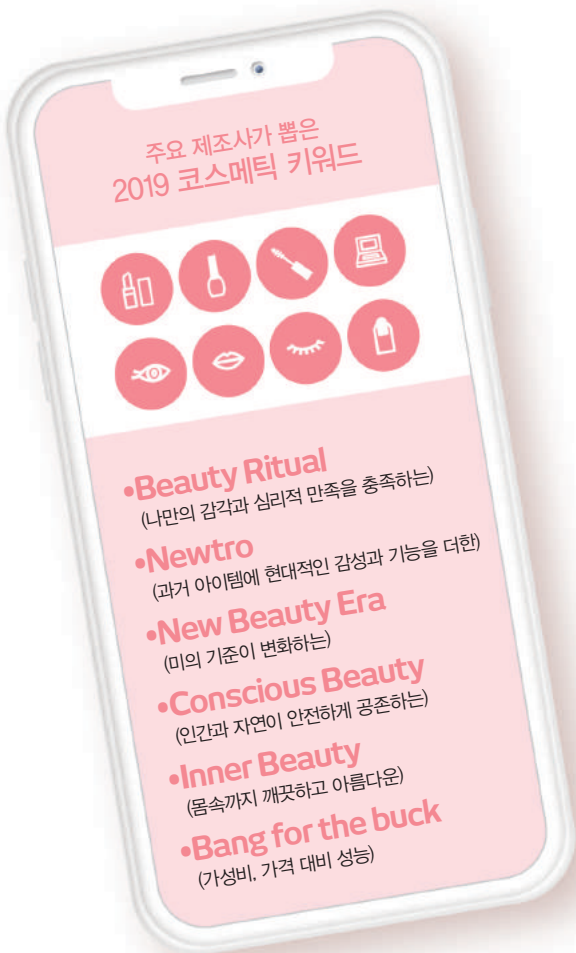 주요 제조사가 뽑은
2019 코스메틱 키워드
•Beauty Ritual
(나만의 감각과 심리적 만족을 충족하는)
•Newtro
(과거 아이템에 현대적인 감성과 기능을 더한)
•New Beauty Era
(미의 기준이 변화하는)
•Conscious Beauty
(인간과 자연이 안전하게 공존하는)
•Inner Beauty
(몸속까지 깨끗하고 아름다운)
•Bang for the buck
(가성비, 가격 대비 성능)